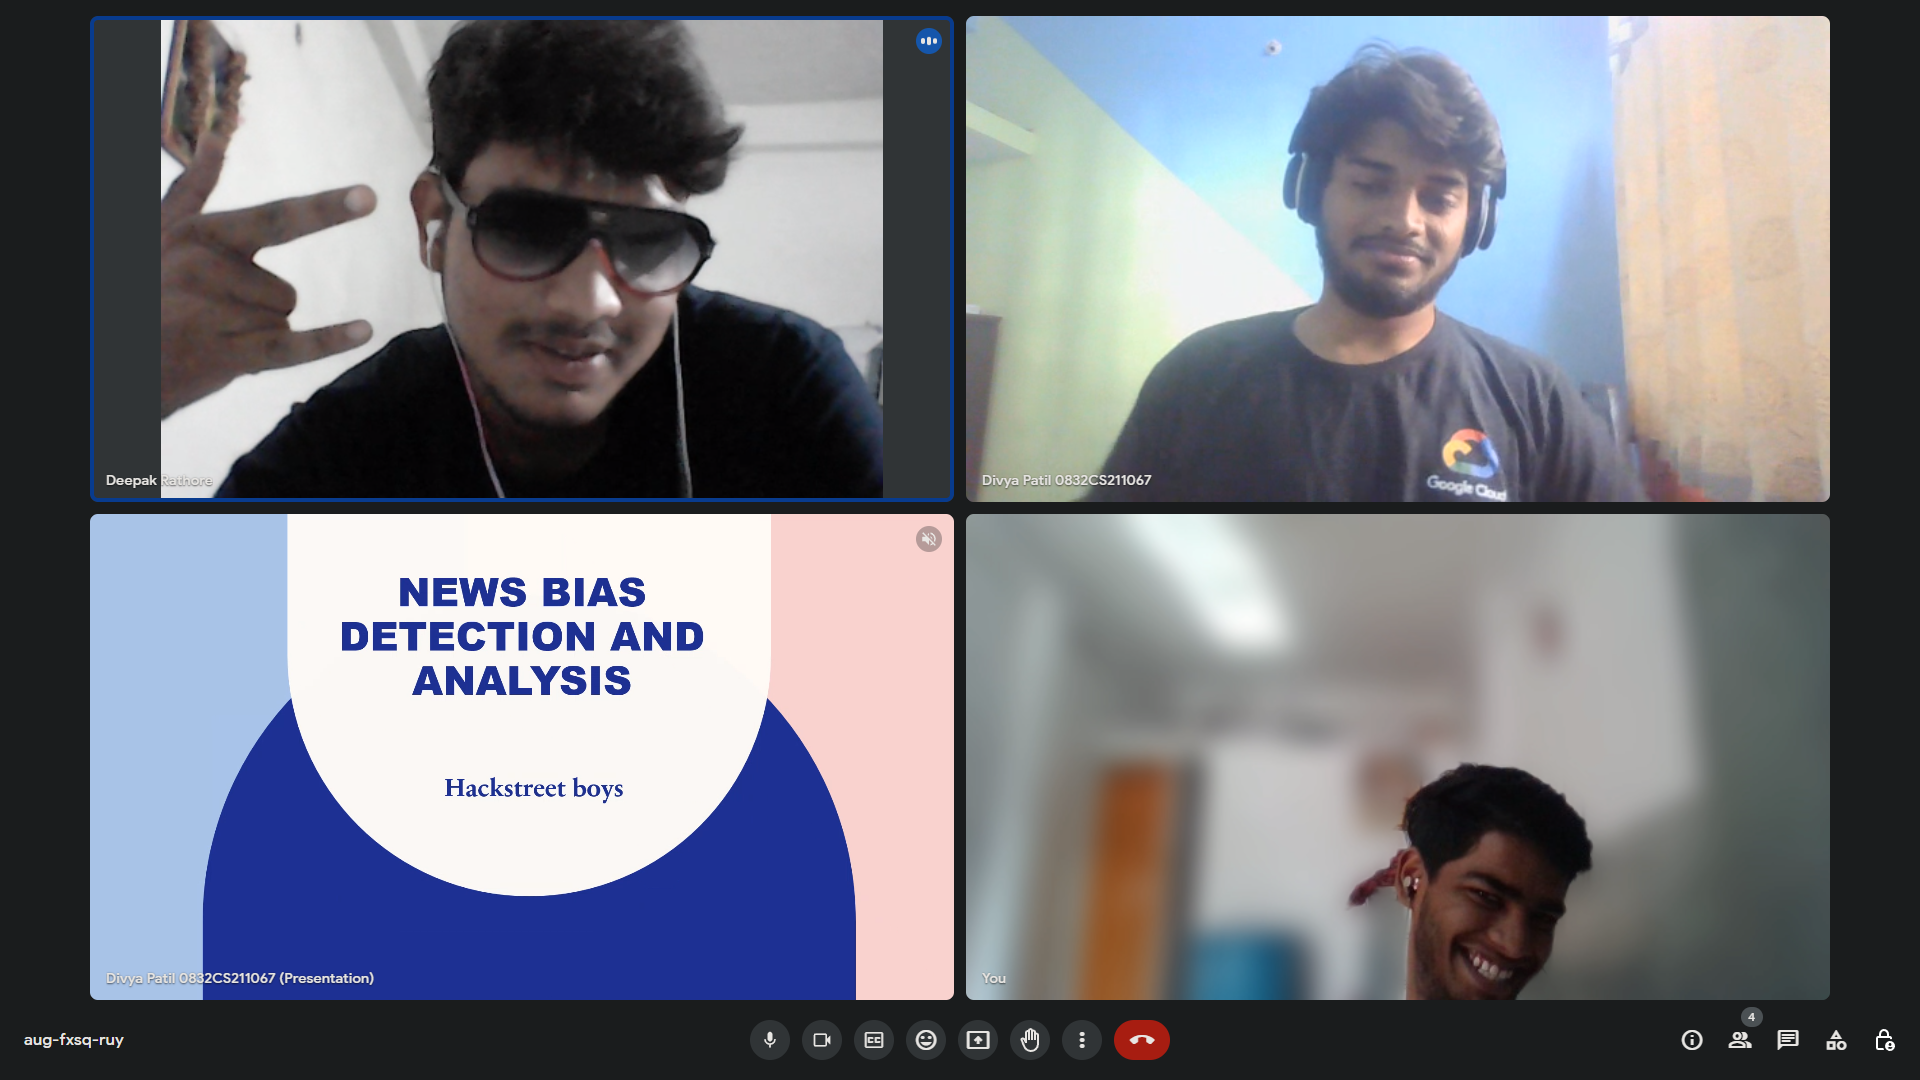 Deepak Rathore
Google Cloud
Divya Patil 0832CS211067
NEWS BIAS
DETECTION AND
ANALYSIS
Hackstreet boys
Divya Patil 0832CS211067 (Presentation)
You
aug-fxsq-ruy
CC
4